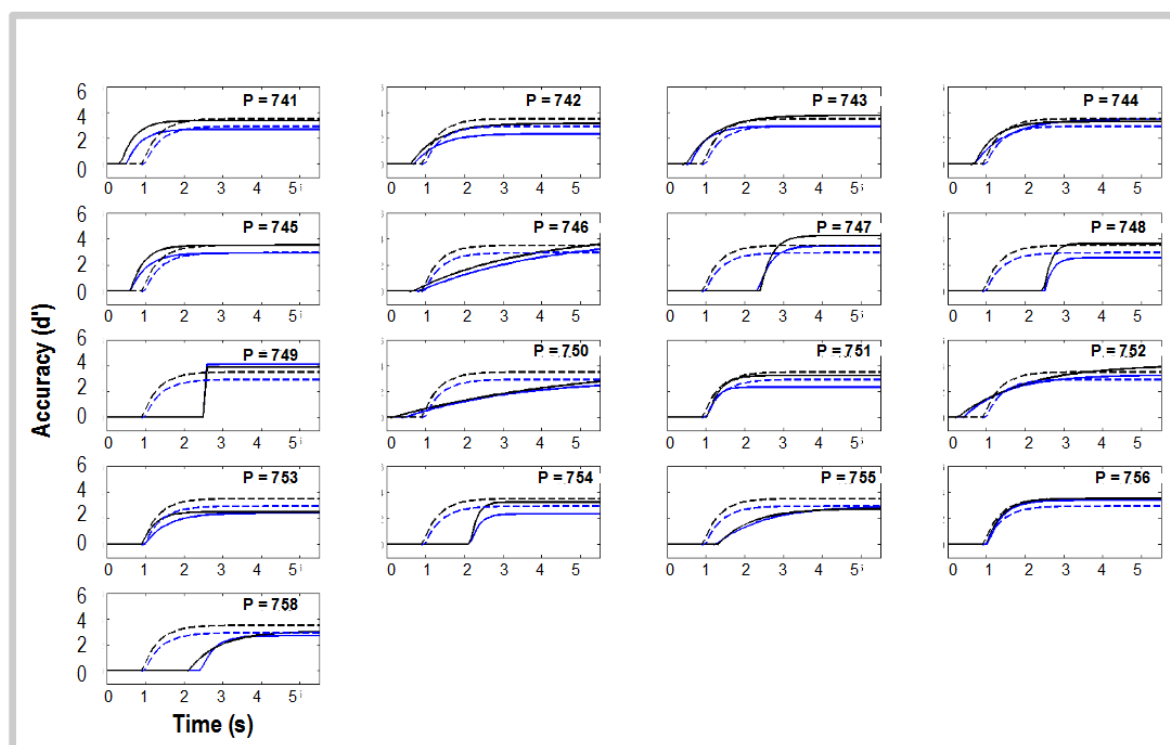 Accuracy (d')
6
4
2
0
P = 741
P = 742
P = 743
P = 744
0 1 2 3 4 5
0 1 2 3 4 5
0 1 2 3 4 5
0 1 2 3 4 5
6
4
2
0
P = 745
P = 746
P = 747
P = 748
0 1 2 3 4 5
0 1 2 3 4 5
0 1 2 3 4 5
0 1 2 3 4 5
6
4
2
0
P = 749
P = 750
P = 751
P = 752
0 1 2 3 4 5
0 1 2 3 4 5
0 1 2 3 4 5
0 1 2 3 4 5
6
4
2
0
P = 753
P = 754
P = 755
P = 756
0 1 2 3 4 5
0 1 2 3 4 5
0 1 2 3 4 5
0 1 2 3 4 5
6
4
2
0
P = 758
0 1 2 3 4 5
Time (s)